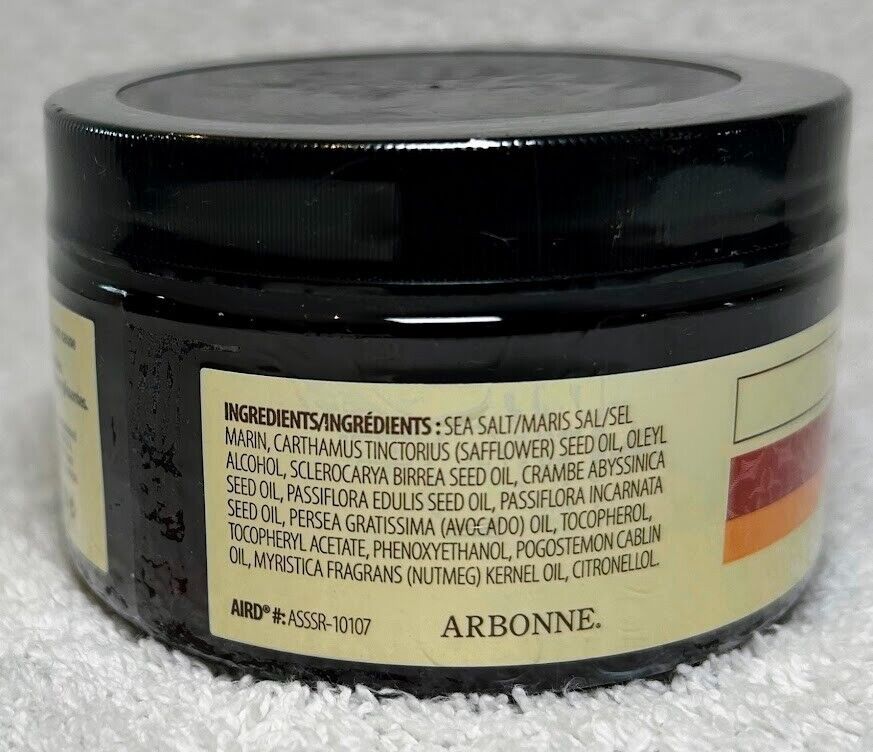 INGREDIENTS/INGRÉDIENTS : SEA SALT/MARIS SAL/SEL
MARIN, CARTHAMUS TINCTORIUS (SAFFLOWER) SEED OIL, OLEYL
ALCOHOL, SCLEROCARYA BIRREA SEED OIL, CRAMBE ABYSSINICA
SEED OIL, PASSIFLORA EDULIS SEED OIL, PASSIFLORA INCARNATA
SEED OIL, PERSEA GRATISSIMA (AVOCADO) OIL, TOCOPHEROL,
TOCOPHERYL ACETATE, PHENOXYETHANOL, POGOSTEMON CABLIN
OIL, MYRISTICA FRAGRANS (NUTMEG) KERNEL OIL, CITRONELLOL.
AIRD® #: ASSSR-10107
ARBONNE®